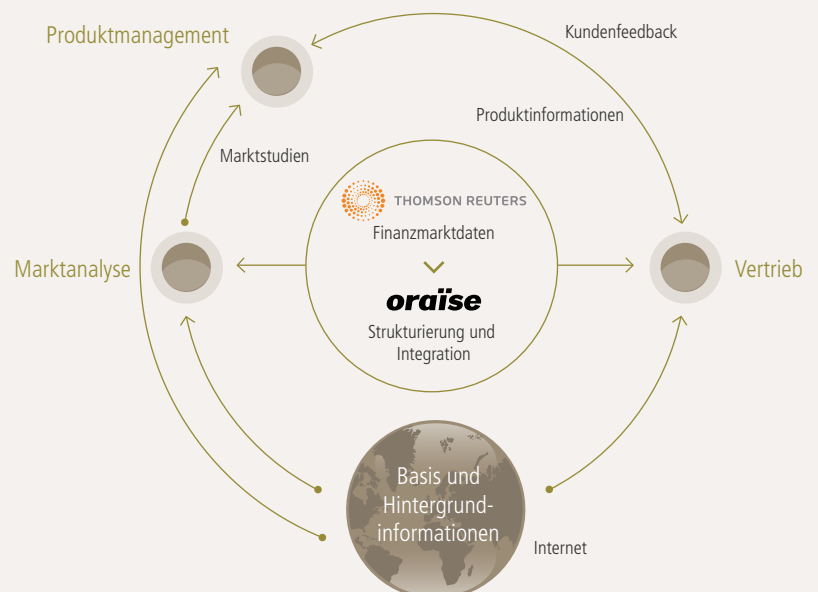 Produktmanagement
Kundenfeedback
Produktinformationen
Marktstudien
THOMSON REUTERS
Finanzmarktdaten
Marktanalyse
Vertrieb
oraïse
Strukturierung und
Integration
Basis und
Hintergrund-
informationen
Internet